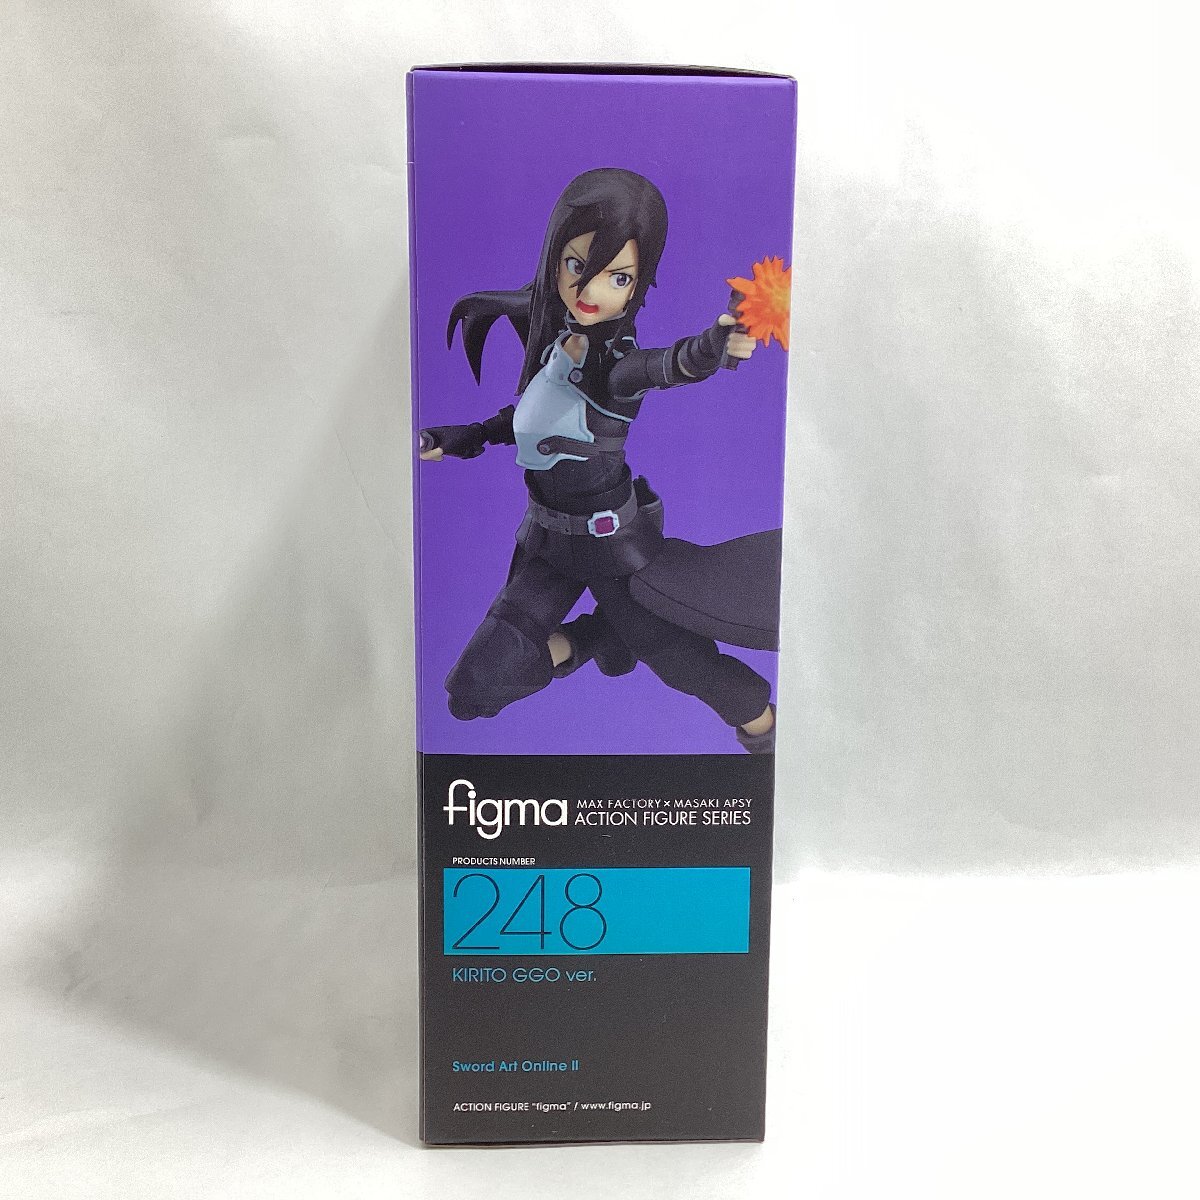 figma
MAX FACTORY × MASAKI APSY
ACTION FIGURE SERIES
PRODUCTS NUMBER
248
KIRITO GGO ver.
Sword Art Online II
ACTION FIGURE "figma" / www.figma.jp